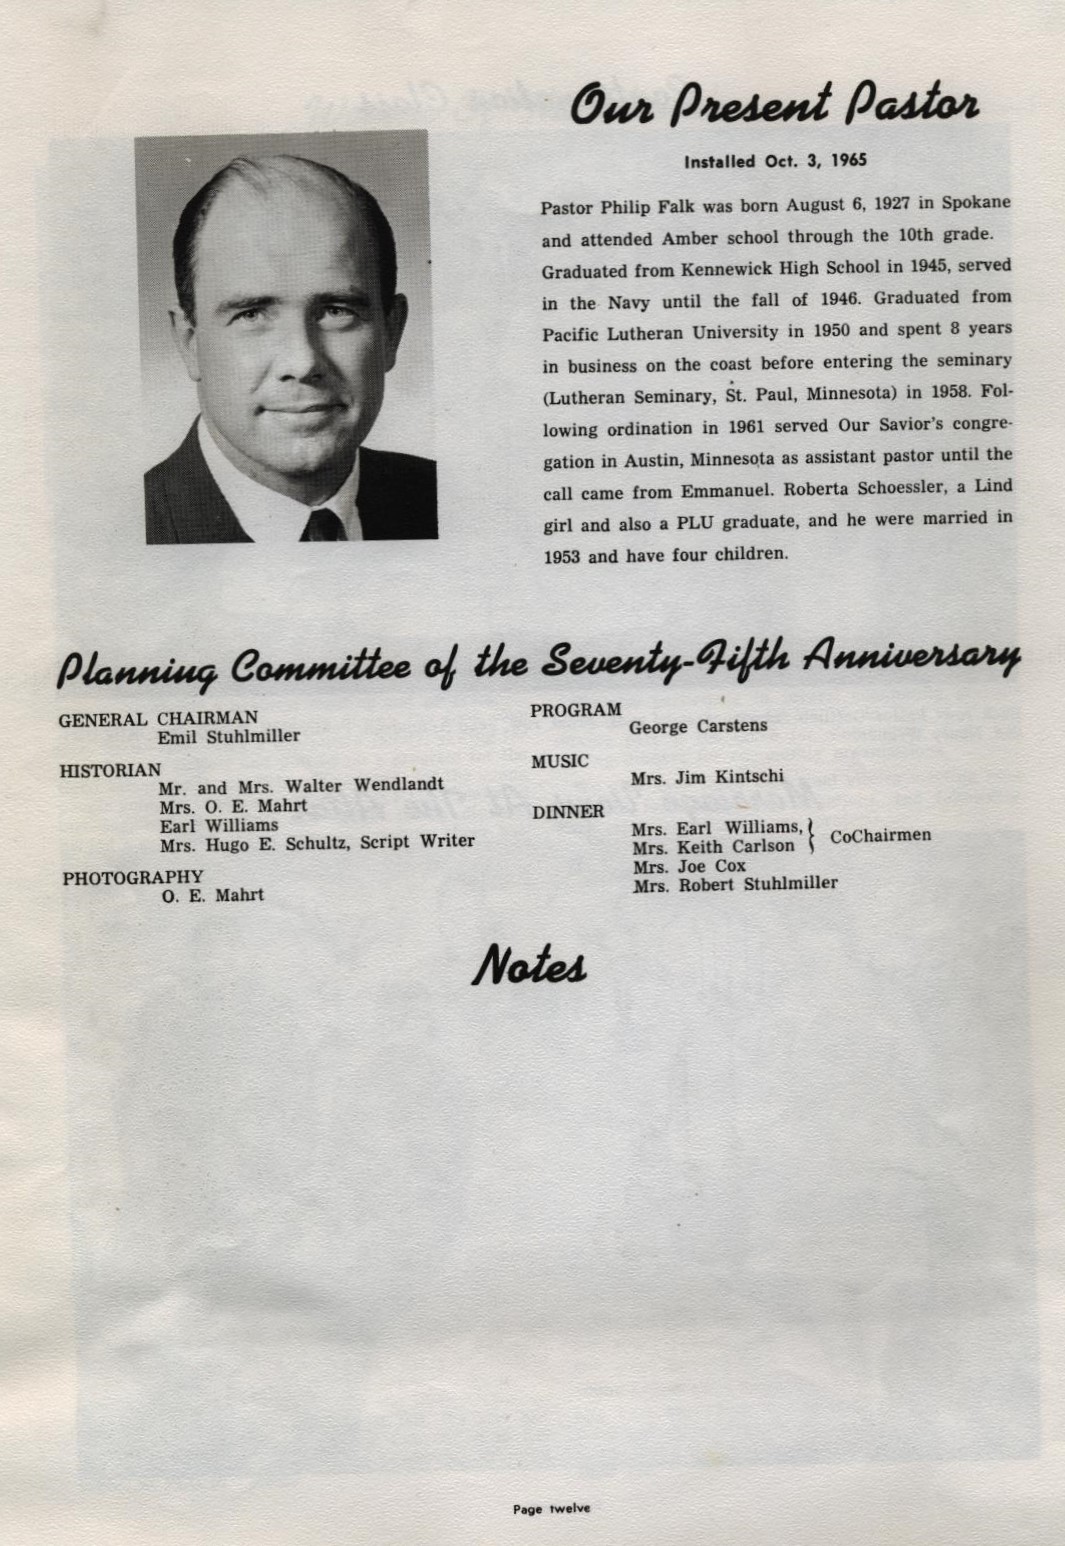 Our Present Pastor
Installed Oct. 3, 1965
Pastor Philip Falk was born August 6, 1927 in Spokane
and attended Amber school through the 10th grade.
Graduated from Kennewick High School in 1945, served
in the Navy until the fall of 1946. Graduated from
Pacific Lutheran University in 1950 and spent 8 years
in business on the coast before entering the seminary
(Lutheran Seminary, St. Paul, Minnesota) in 1958. Fol-
lowing ordination in 1961 served Our Savior's congre-
gation in Austin, Minnesota as assistant pastor until the
call came from Emmanuel. Roberta Schoessler, a Lind
girl and also a PLU graduate, and he were married in
1953 and have four children.
Planning Committee of the Seventy-Fifth Anniversary
GENERAL CHAIRMAN
Emil Stuhlmiller
HISTORIAN
Mr. and Mrs. Walter Wendlandt
Mrs. O. E. Mahrt
Earl Williams
Mrs. Hugo E. Schultz, Script Writer
PHOTOGRAPHY
O. E. Mahrt
PROGRAM
George Carstens
MUSIC
Mrs. Jim Kintschi
DINNER
Mrs. Earl Williams,
Mrs. Keith Carlson } CoChairmen
Mrs. Joe Cox
Mrs. Robert Stuhlmiller
Notes
Page twelve